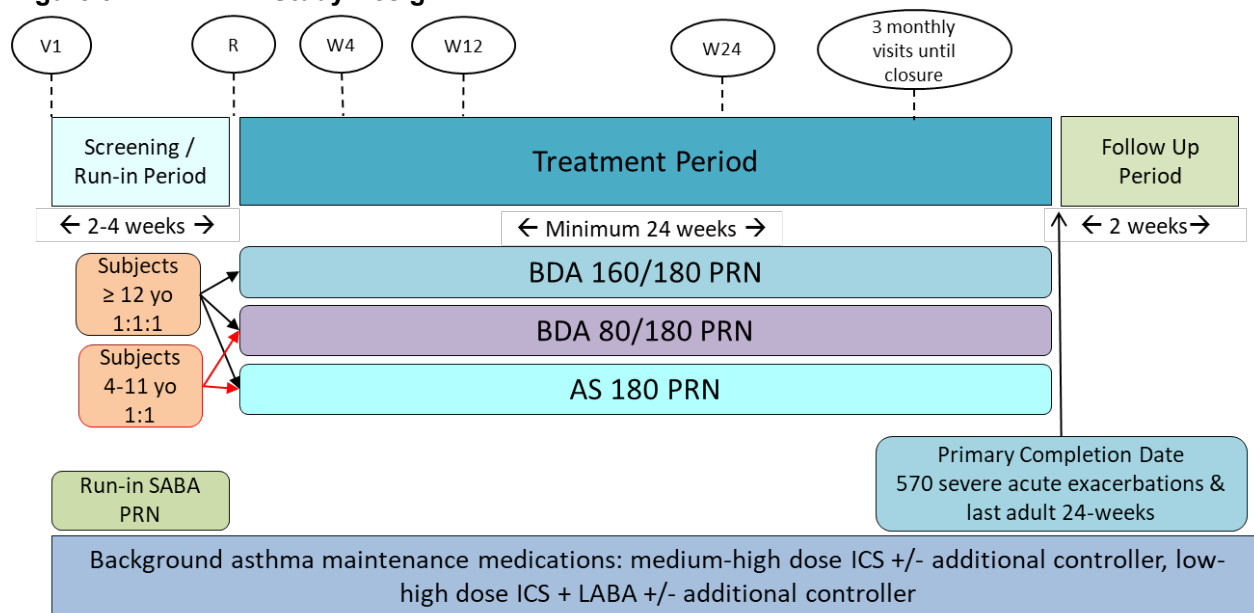 V1
R
W4
W12
W24
3 monthly
visits until
closure
Screening /
Run-in Period
Treatment Period
Follow Up
Period
← 2-4 weeks →
← Minimum 24 weeks →
← 2 weeks→
Subjects
≥ 12 yo
1:1:1
BDA 160/180 PRN
BDA 80/180 PRN
Subjects
4-11 yo
1:1
AS 180 PRN
Primary Completion Date
570 severe acute exacerbations &
last adult 24-weeks
Run-in SABA
PRN
Background asthma maintenance medications: medium-high dose ICS +/- additional controller, low-
high dose ICS + LABA +/- additional controller